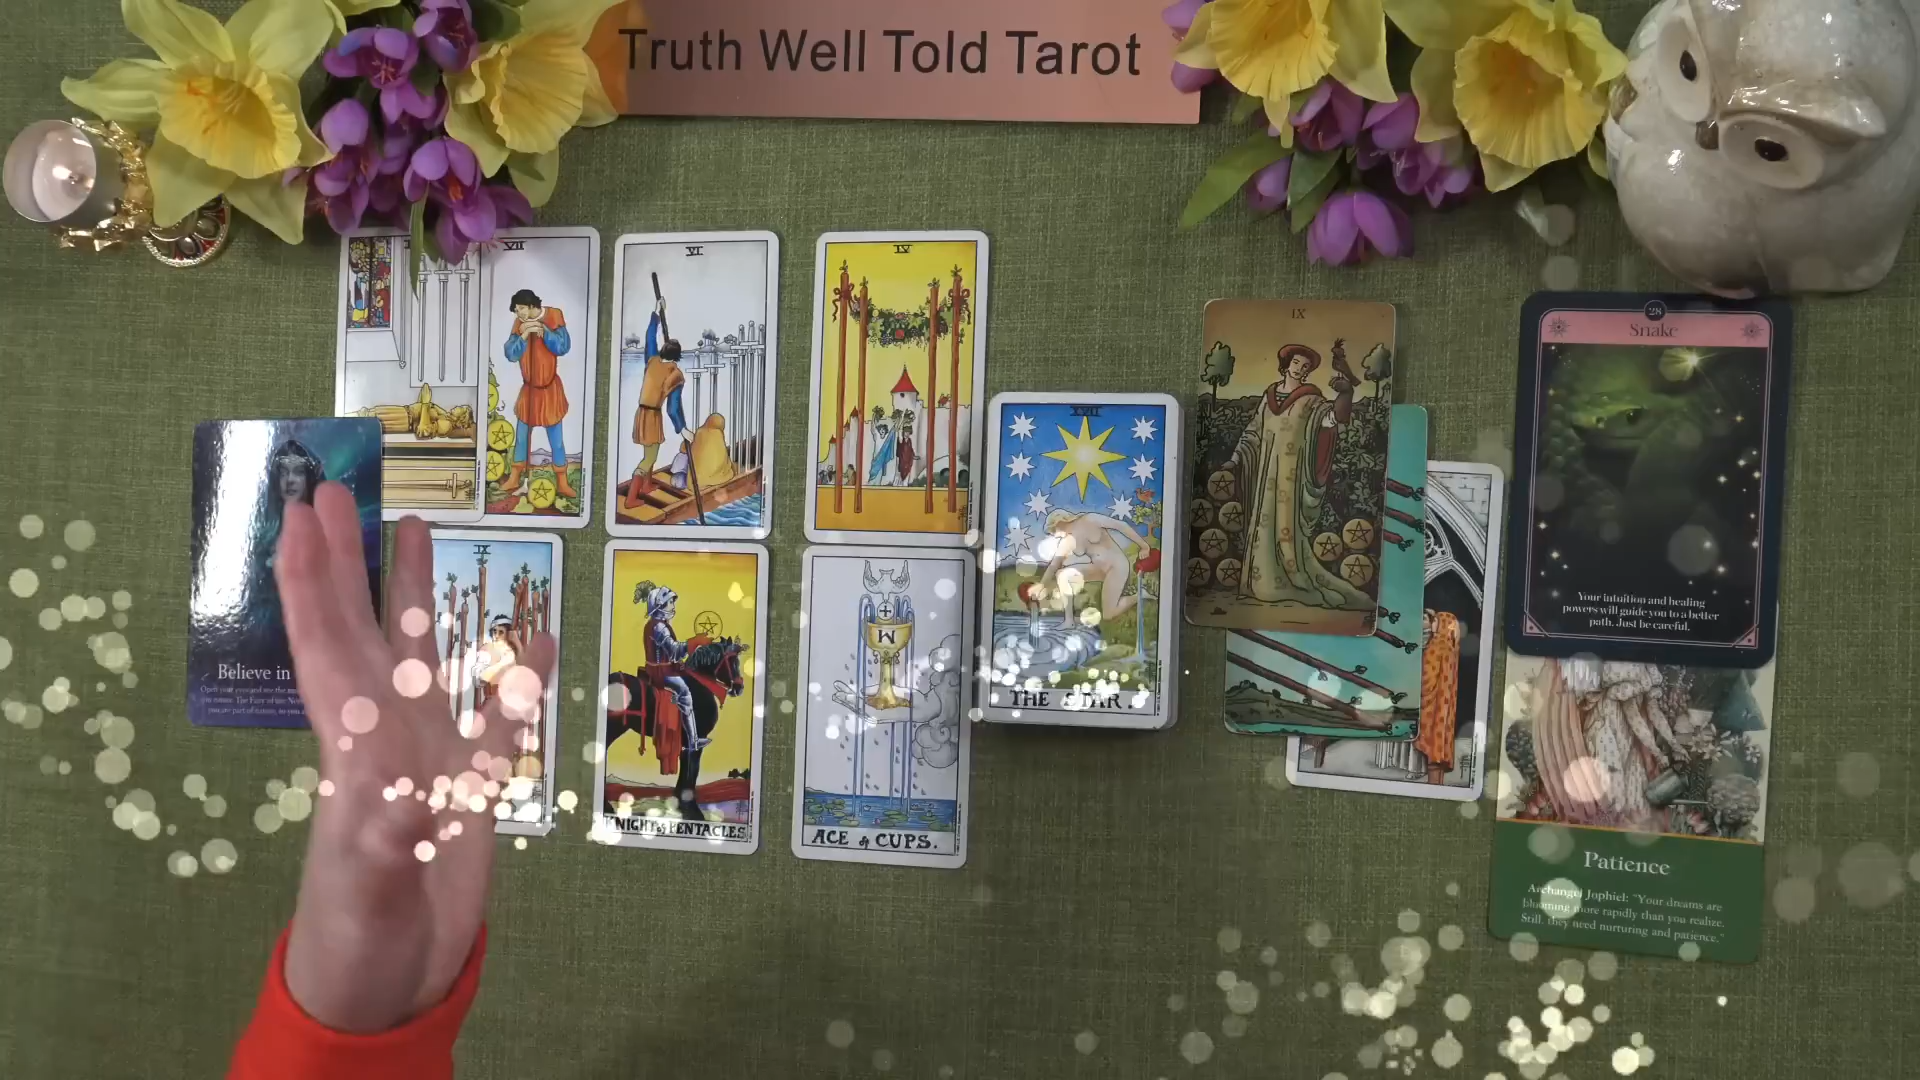 Truth Well Told Tarot
VII
VI
IV
IX
28
Snake
XVII
Your intuition and healing
powers will guide you to a better
path. Just be careful.
Believe in
IX
THE STAR.
KNIGHT of PENTACLES
ACE of CUPS.
Patience
Archangel Jophiel: "Your dreams are
blooming more rapidly than you realize.
Still, they need nurturing and patience."